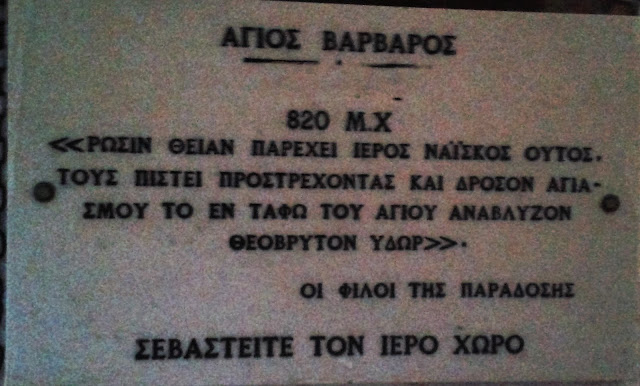 ΑΓΙΟΣ ΒΑΡΒΑΡΟΣ
820 Μ.Χ
<<ΡΩΣΙΝ ΘΕΙΑΝ ΠΑΡΕΧΕΙ ΙΕΡΟΣ ΝΑΪΣΚΟΣ ΟΥΤΟΣ.
ΤΟΥΣ ΠΙΣΤΕΙ ΠΡΟΣΤΡΕΧΟΝΤΑΣ ΚΑΙ ΔΡΟΣΟΝ ΑΓΙΑ-
ΣΜΟΥ ΤΟ ΕΝ ΤΑΦΩ ΤΟΥ ΑΓΙΟΥ ΑΝΑΒΛΥΖΟΝ
ΘΕΟΒΡΥΤΟΝ ΥΔΩΡ>>.
ΟΙ ΦΙΛΟΙ ΤΗΣ ΠΑΡΑΔΟΣΗΣ
ΣΕΒΑΣΤΕΙΤΕ ΤΟΝ ΙΕΡΟ ΧΩΡΟ